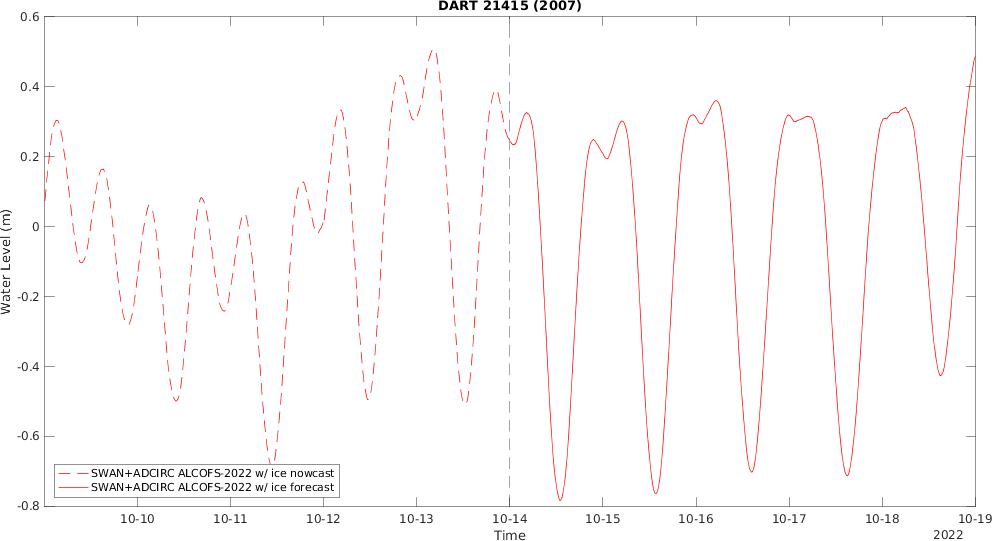 DART 21415 (2007)
0.6
0.4
0.2
0
-0.2
-0.4
-0.6
-0.8
Water Level (m)
SWAN+ADCIRC ALCOFS-2022 w/ ice nowcast
SWAN+ADCIRC ALCOFS-2022 w/ ice forecast
10-10 10-11 10-12 10-13 10-14 10-15 10-16 10-17 10-18 10-19
Time
2022